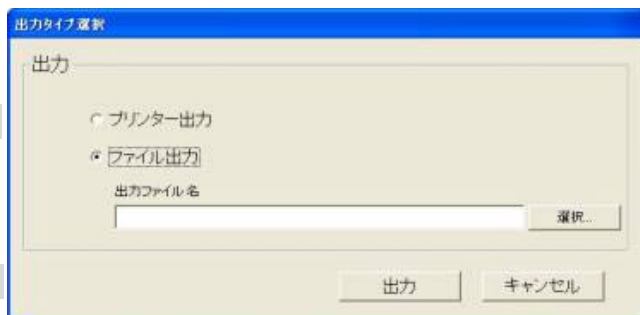 出力タイプ選択
出力
プリンター出力
ファイル出力
出力ファイル名
選択...
出力 キャンセル